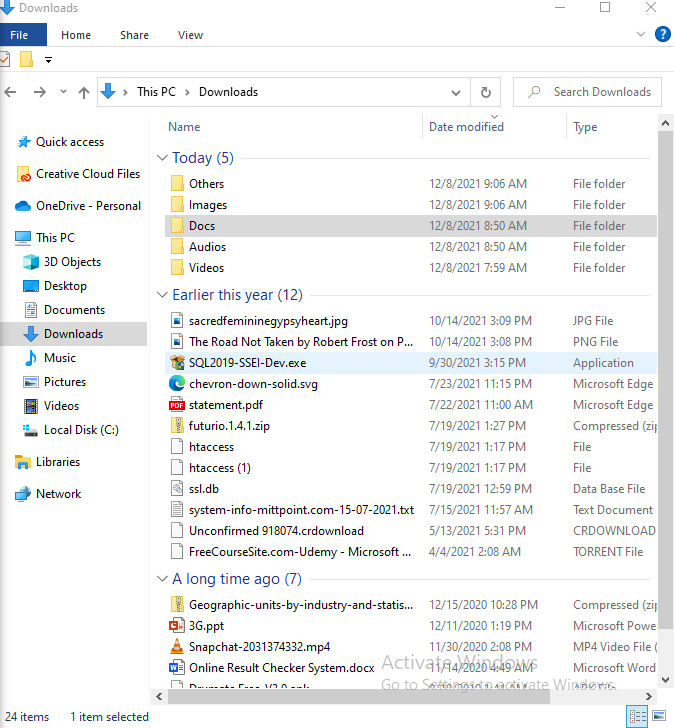 Downloads
File Home Share View
This PC Downloads Search Downloads
Name Date modified Type
Quick access
Creative Cloud Files
OneDrive - Personal
This PC
3D Objects
Desktop
Documents
Downloads
Music
Pictures
Videos
Local Disk (C:)
Libraries
Network
Today (5)
Others 12/8/2021 9:06 AM File folder
Images 12/8/2021 9:06 AM File folder
Docs 12/8/2021 8:50 AM File folder
Audios 12/8/2021 8:50 AM File folder
Videos 12/8/2021 7:59 AM File folder
Earlier this year (12)
sacredfemininegypsyheart.jpg 10/14/2021 3:09 PM JPG File
The Road Not Taken by Robert Frost on P... 10/14/2021 3:08 PM PNG File
SQL2019-SSEI-Dev.exe 9/30/2021 3:15 PM Application
chevron-down-solid.svg 7/23/2021 11:15 PM Microsoft Edge
statement.pdf 7/22/2021 11:00 AM Microsoft Edge
PDF
futurio.1.4.1.zip 7/19/2021 1:27 PM Compressed (zip
htaccess 7/19/2021 1:17 PM File
htaccess (1) 7/19/2021 1:17 PM File
ssl.db 7/19/2021 12:59 PM Data Base File
system-info-mittpoint.com-15-07-2021.txt 7/15/2021 11:57 AM Text Document
Unconfirmed 918074.crdownload 5/13/2021 5:31 PM CRDOWNLOAD
FreeCourseSite.com-Udemy - Microsoft ... 4/4/2021 2:08 AM TORRENT File
A long time ago (7)
Geographic-units-by-industry-and-statis... 12/15/2020 10:28 PM Compressed (zip
3G.ppt 12/11/2020 1:19 PM Microsoft Powe
Snapchat-2031374332.mp4 11/30/2020 2:08 PM MP4 Video File (
Online Result Checker System.docx 11/14/2020 4:49 AM Microsoft Word
Activate Windows
Go to Settings to activate Windows.
24 items 1 item selected